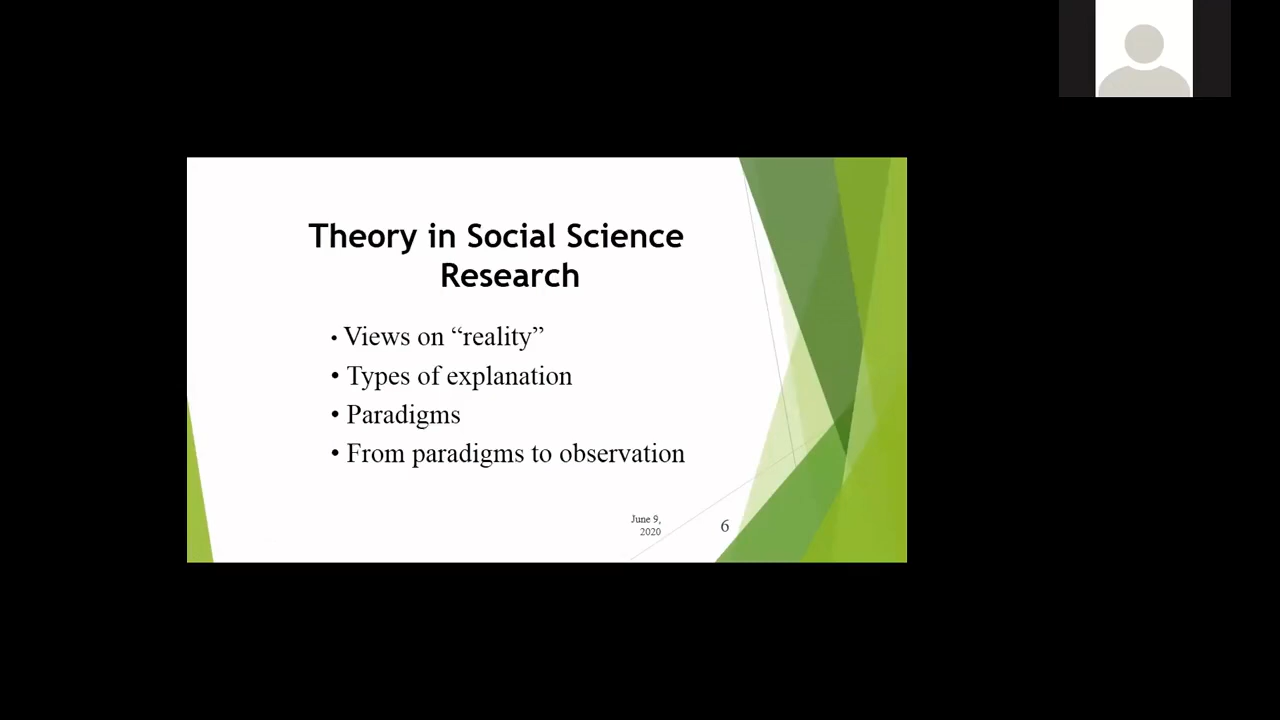 Theory in Social Science
Research
• Views on “reality”
• Types of explanation
• Paradigms
• From paradigms to observation
June 9,
2020
6